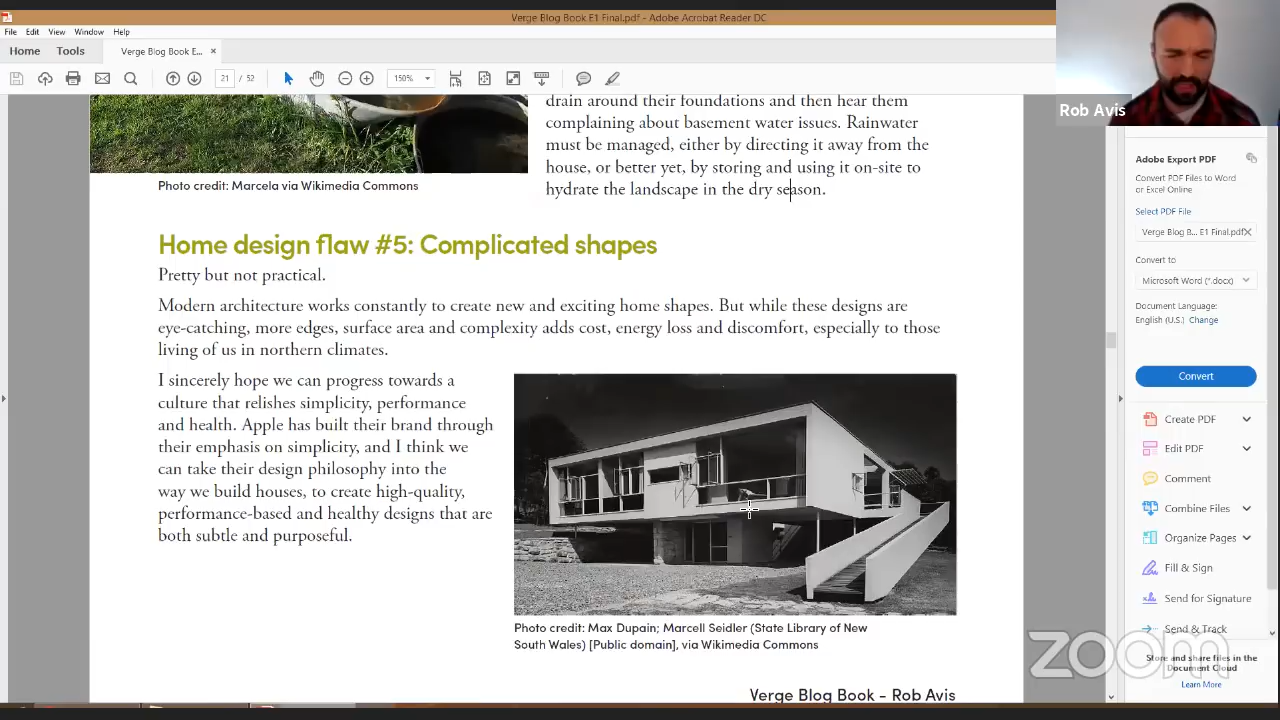 Verge Blog Book E1 Final.pdf - Adobe Acrobat Reader DC
File Edit View Window Help
Home Tools Verge Blog Book E... ×
21 / 52 150%
Rob Avis
drain around their foundations and then hear them
complaining about basement water issues. Rainwater
must be managed, either by directing it away from the
house, or better yet, by storing and using it on-site to
hydrate the landscape in the dry season.
Photo credit: Marcela via Wikimedia Commons
Home design flaw #5: Complicated shapes
Pretty but not practical.
Modern architecture works constantly to create new and exciting home shapes. But while these designs are
eye-catching, more edges, surface area and complexity adds cost, energy loss and discomfort, especially to those
living of us in northern climates.
I sincerely hope we can progress towards a
culture that relishes simplicity, performance
and health. Apple has built their brand through
their emphasis on simplicity, and I think we
can take their design philosophy into the
way we build houses, to create high-quality,
performance-based and healthy designs that are
both subtle and purposeful.
Photo credit: Max Dupain; Marcell Seidler (State Library of New
South Wales) [Public domain], via Wikimedia Commons
Verge Blog Book - Rob Avis
Adobe Export PDF
Convert PDF Files to Word
or Excel Online
Select PDF File
Verge Blog B... E1 Final.pdf ×
Convert to
Microsoft Word (*.docx)
Document Language:
English (U.S.) Change
Convert
Create PDF
Edit PDF
Comment
Combine Files
Organize Pages
Fill & Sign
Send for Signature
Send & Track
Store and share files in the
Document Cloud
Learn More
zoom